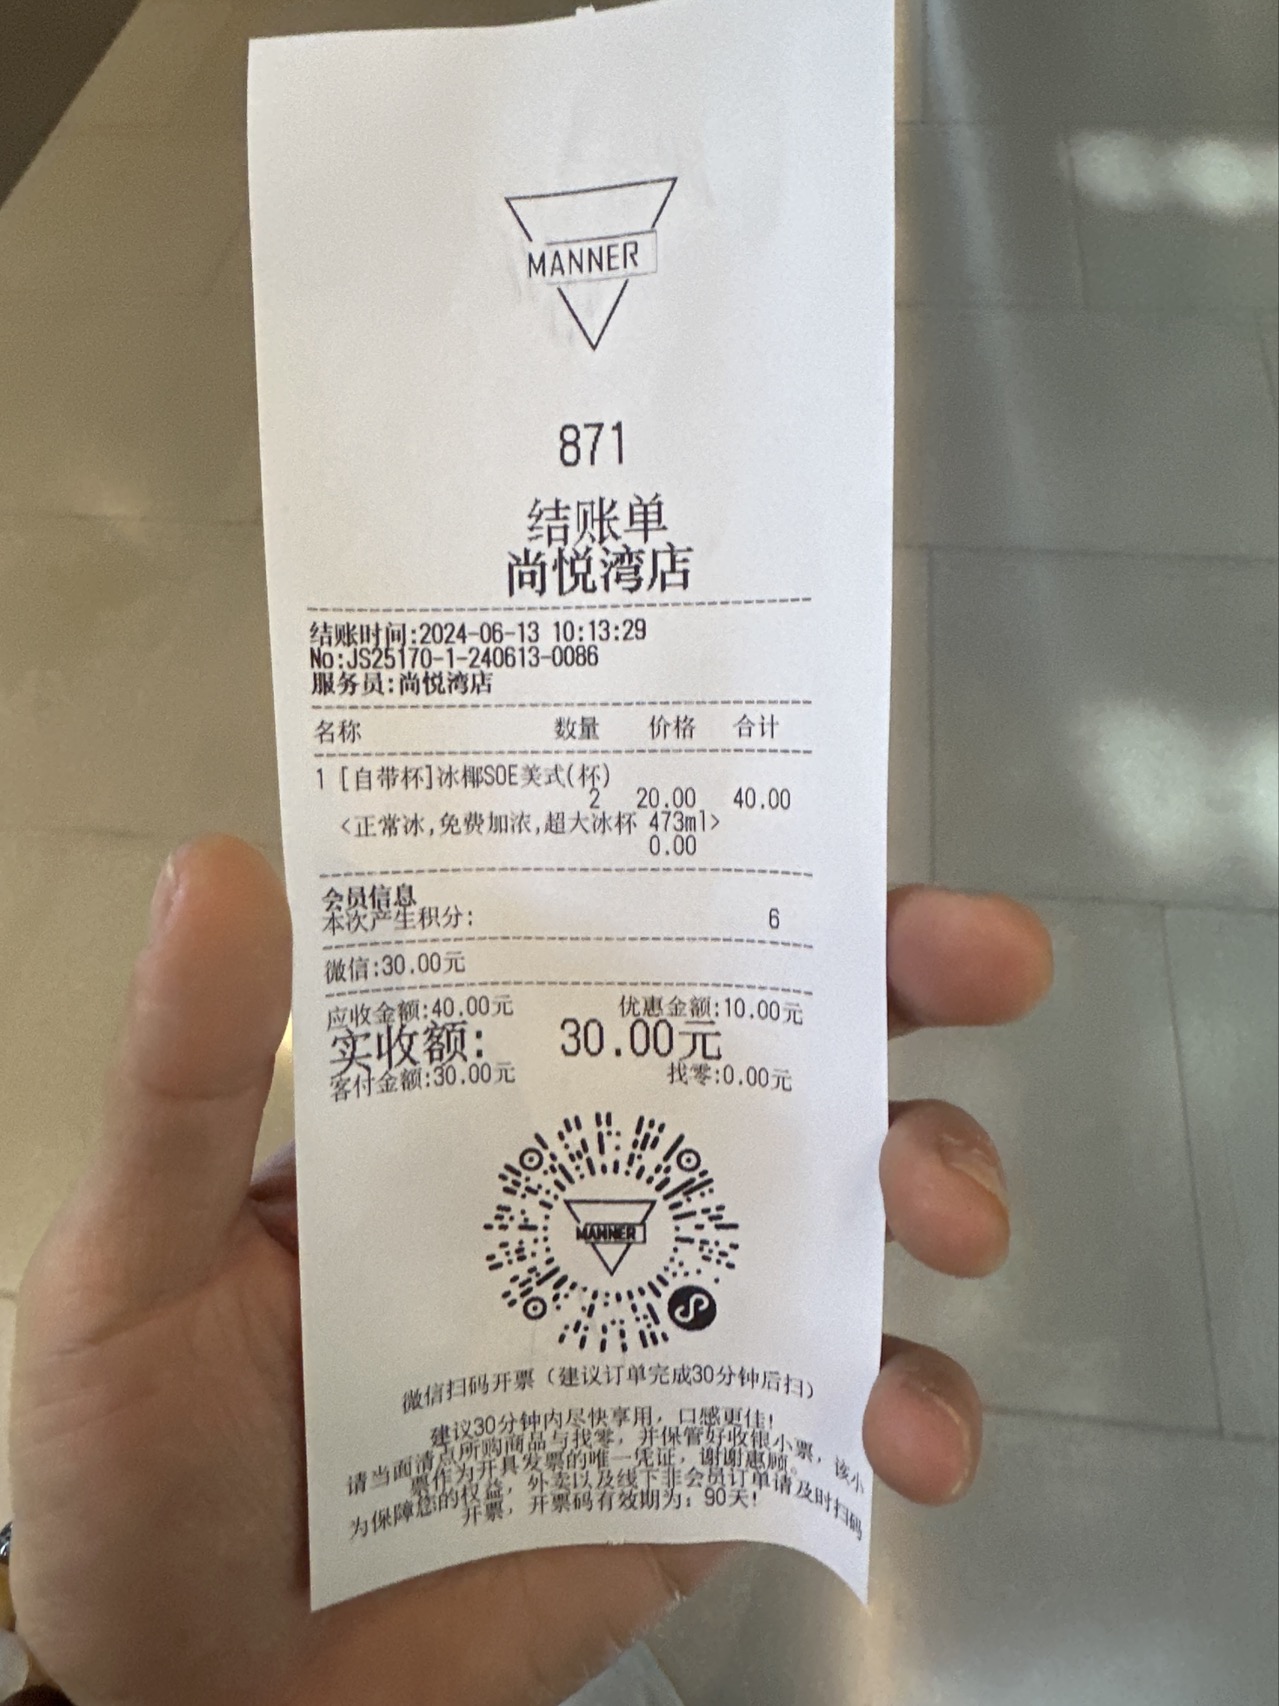 MANNER
871
结账单
尚悦湾店
结账时间:2024-06-13 10:13:29
No:JS25170-1-240613-0086
服务员:尚悦湾店
名称 数量 价格 合计
1 [自带杯]冰椰SOE美式(杯)
2 20.00 40.00
<正常冰,免费加浓,超大冰杯 473ml>
0.00
会员信息
本次产生积分: 6
微信:30.00元
应收金额:40.00元 优惠金额:10.00元
实收额: 30.00元
客付金额:30.00元 找零:0.00元
MANNER
微信扫码开票（建议订单完成30分钟后扫）
建议30分钟内尽快享用，口感更佳！
请当面清点所购商品与找零，并保管好收银小票，该小
票作为开具发票的唯一凭证，谢谢惠顾。
为保障您的权益，外卖以及线下非会员订单请及时扫码
开票，开票码有效期为：90天！